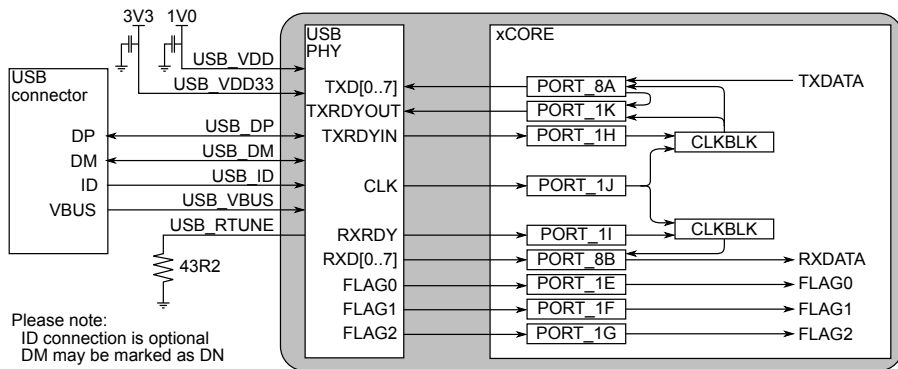 3V3
1V0
USB
connector
DP
DM
ID
VBUS
USB_VDD
USB_VDD33
USB_DP
USB_DM
USB_ID
USB_VBUS
USB_RTUNE
43R2
Please note:
ID connection is optional
DM may be marked as DN
USB
PHY
TXD[0..7]
TXRDYOUT
TXRDYIN
CLK
RXRDY
RXD[0..7]
FLAG0
FLAG1
FLAG2
xCORE
PORT_8A
PORT_1K
PORT_1H
PORT_1J
PORT_1I
PORT_8B
PORT_1E
PORT_1F
PORT_1G
CLKBLK
CLKBLK
TXDATA
RXDATA
FLAG0
FLAG1
FLAG2